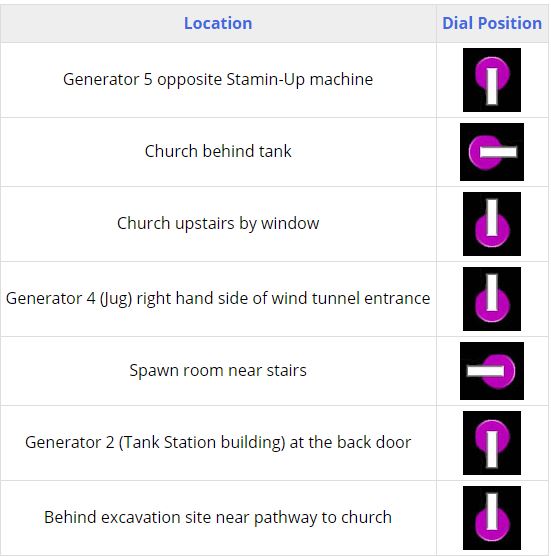 Location Dial Position
Generator 5 opposite Stamin-Up machine
Church behind tank
Church upstairs by window
Generator 4 (Jug) right hand side of wind tunnel entrance
Spawn room near stairs
Generator 2 (Tank Station building) at the back door
Behind excavation site near pathway to church